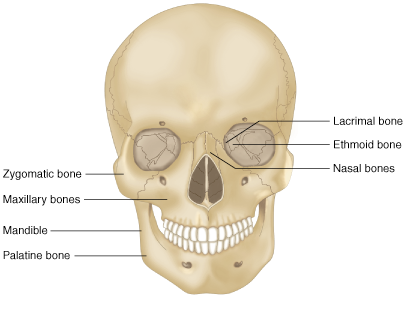 Lacrimal bone
Ethmoid bone
Nasal bones
Zygomatic bone
Maxillary bones
Mandible
Palatine bone